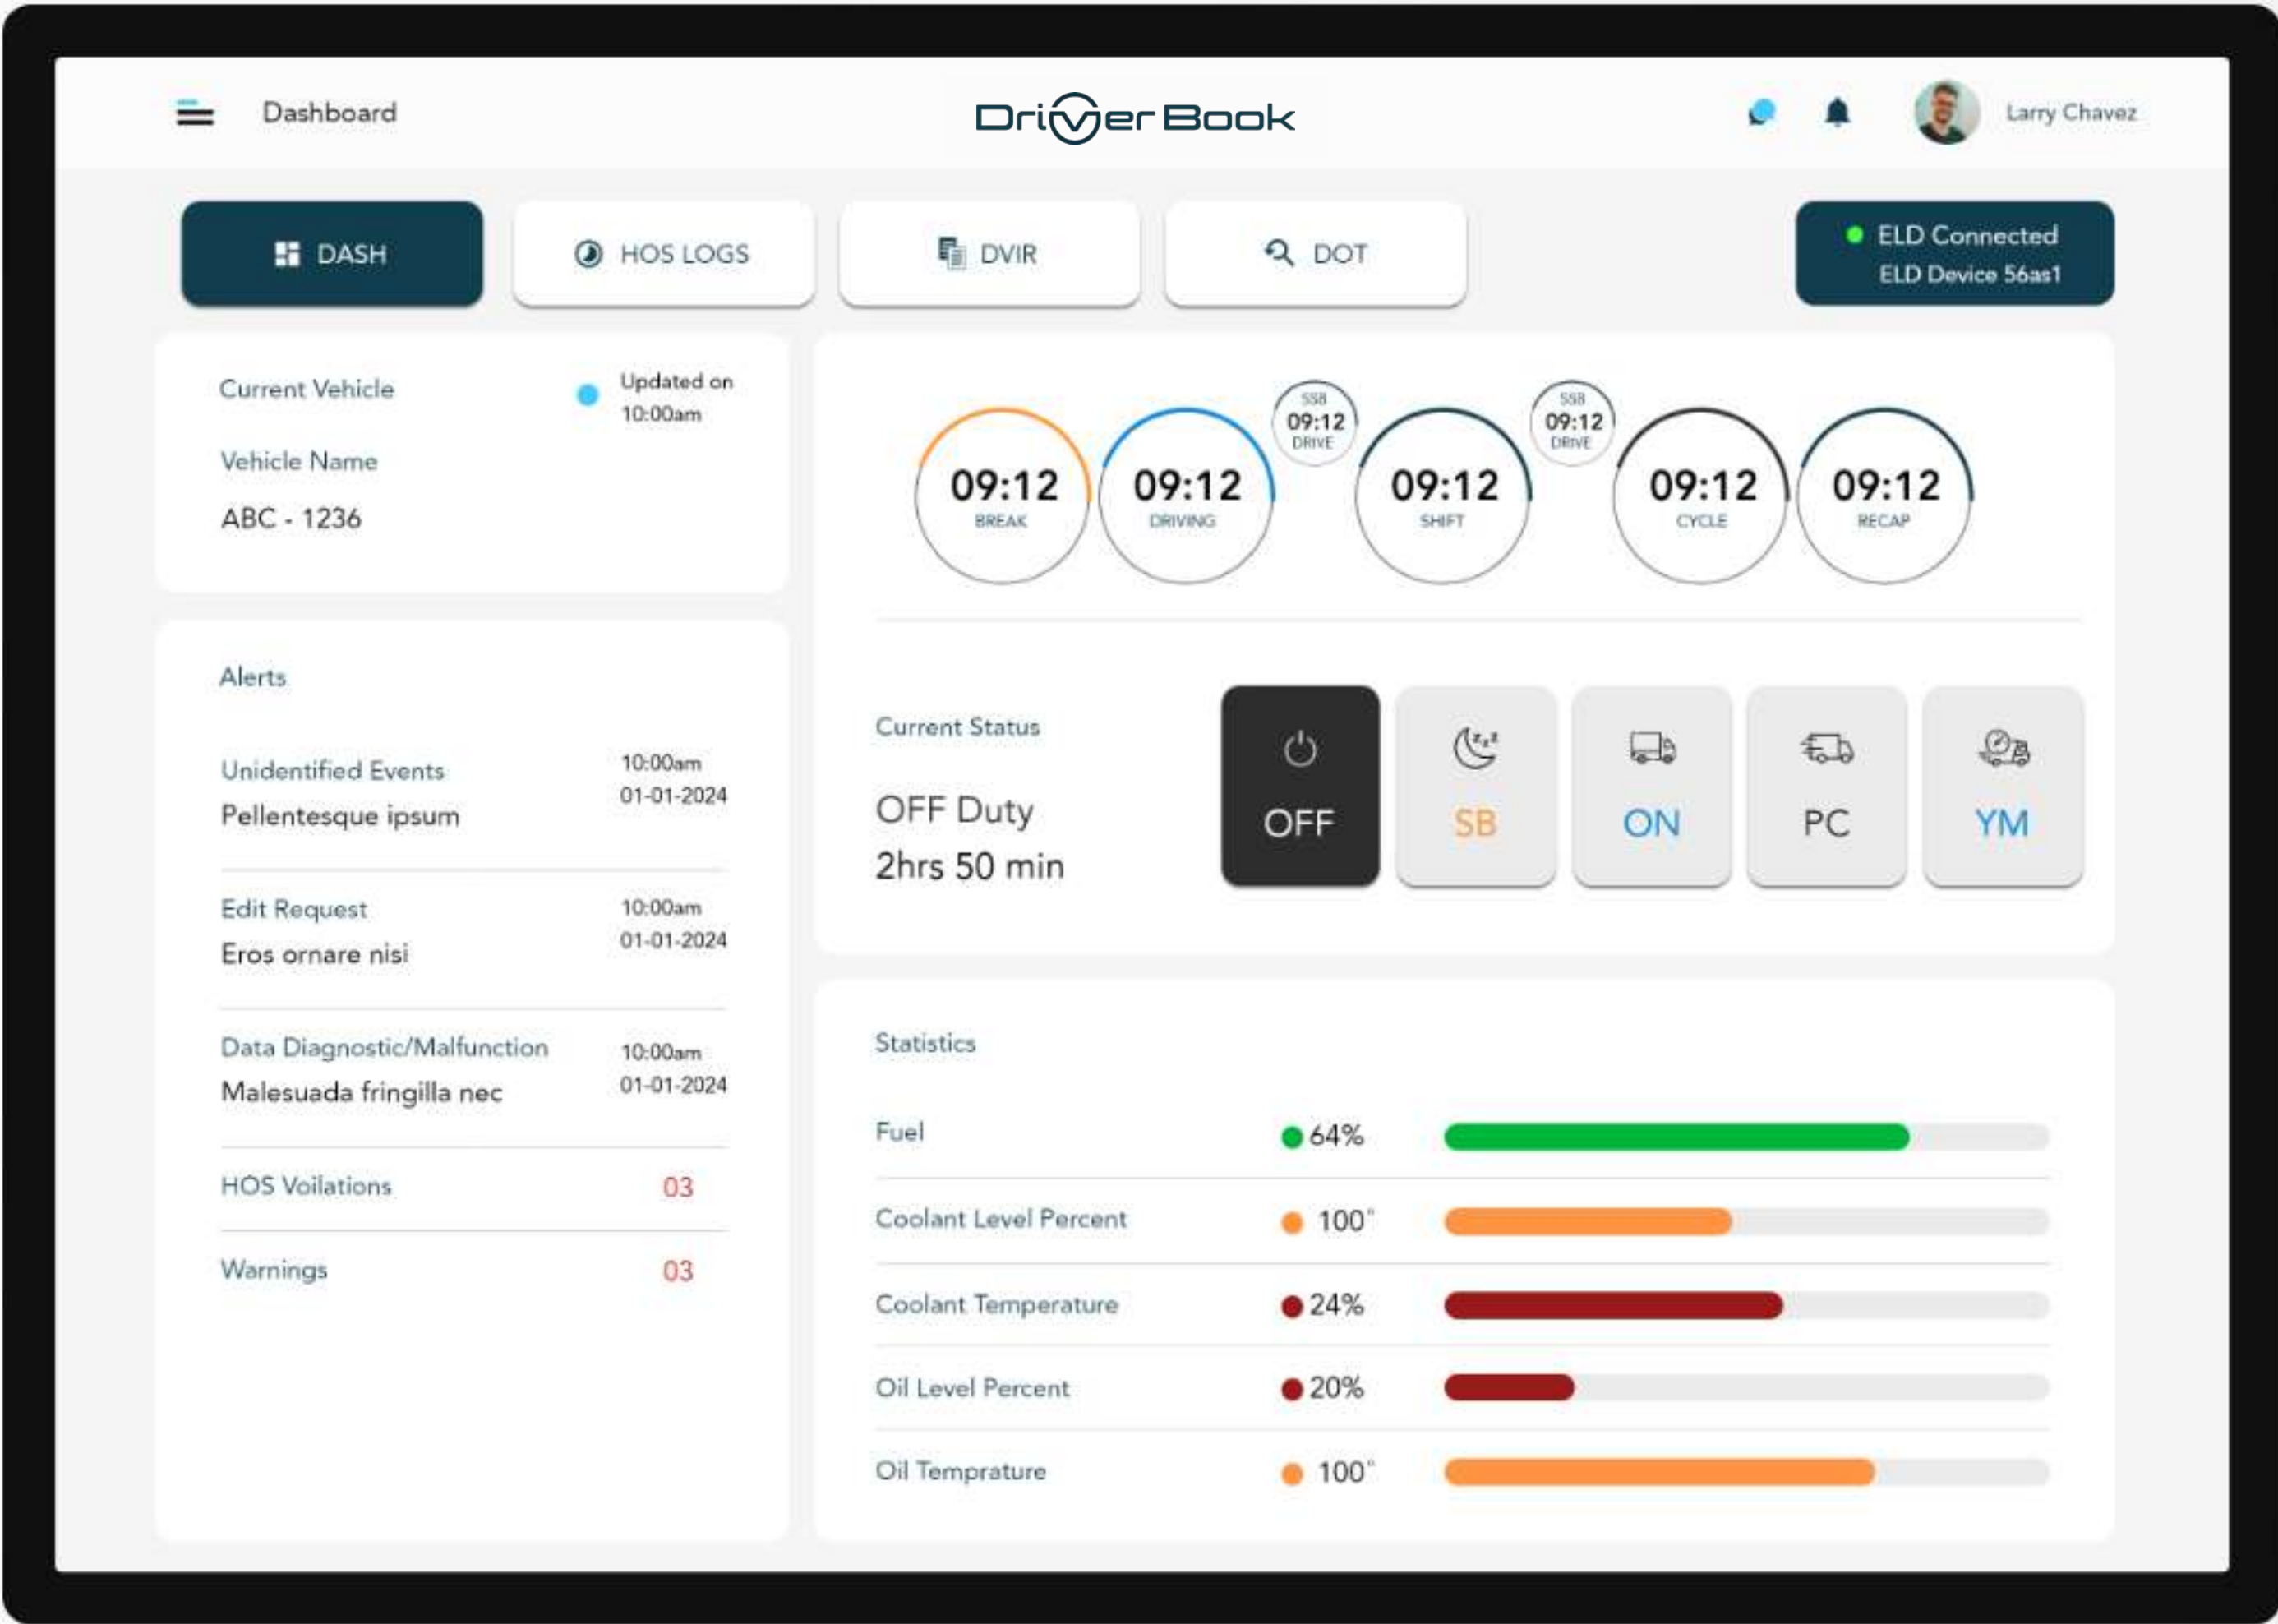 Dashboard
Driver Book
Larry Chavez
DASH
HOS LOGS
DVIR
DOT
ELD Connected
ELD Device 56as1
Current Vehicle
Updated on
10:00am
Vehicle Name
ABC - 1236
09:12
BREAK
09:12
DRIVING
SSB
09:12
DRIVE
09:12
SHIFT
SSB
09:12
DRIVE
09:12
CYCLE
09:12
RECAP
Alerts
Unidentified Events
Pellentesque ipsum
10:00am
01-01-2024
Edit Request
Eros ornare nisi
10:00am
01-01-2024
Data Diagnostic/Malfunction
Malesuada fringilla nec
10:00am
01-01-2024
HOS Voilations
03
Warnings
03
Current Status
OFF Duty
2hrs 50 min
OFF
zzz
SB
ON
PC
YM
Statistics
Fuel
64%
Coolant Level Percent
100°
Coolant Temperature
24%
Oil Level Percent
20%
Oil Temprature
100°